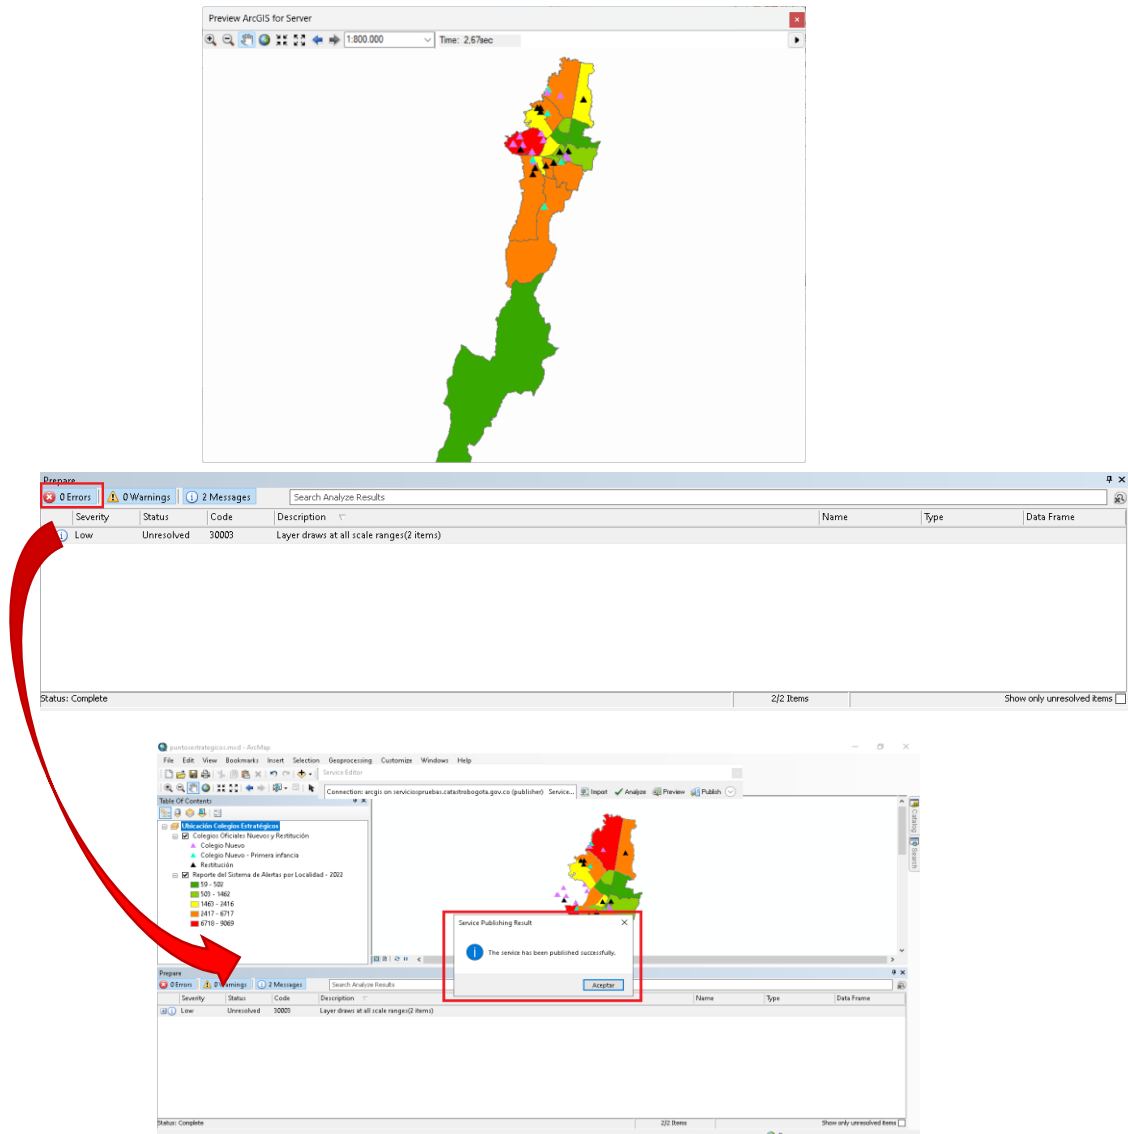 Preview ArcGIS for Server
1:800.000 Time: 2,67sec
Prepare
0 Errors 0 Warnings 2 Messages Search Analyze Results
Severity Status Code Description Name Type Data Frame
Low Unresolved 30003 Layer draws at all scale ranges(2 items)
Status: Complete 2/2 Items Show only unresolved items
puntosestrategicos.mxd - ArcMap
File Edit View Bookmarks Insert Selection Geoprocessing Customize Windows Help
Service Editor
Connection: arcgis on serviciospruebas.catastrobogota.gov.co (publisher) Service... Import Analyze Preview Publish
Table Of Contents
Catalog
Search
Ubicación Colegios Estratégicos
Colegios Oficiales Nuevos y Restitución
Colegio Nuevo
Colegio Nuevo - Primera infancia
Restitución
Reporte del Sistema de Alertas por Localidad - 2022
59 - 502
503 - 1462
1463 - 2416
2417 - 6717
6718 - 9069
Service Publishing Result
The service has been published successfully.
Aceptar
Prepare
0 Errors 0 Warnings 2 Messages Search Analyze Results
Severity Status Code Description Name Type Data Frame
Low Unresolved 30003 Layer draws at all scale ranges(2 items)
Status: Complete 2/2 Items Show only unresolved items